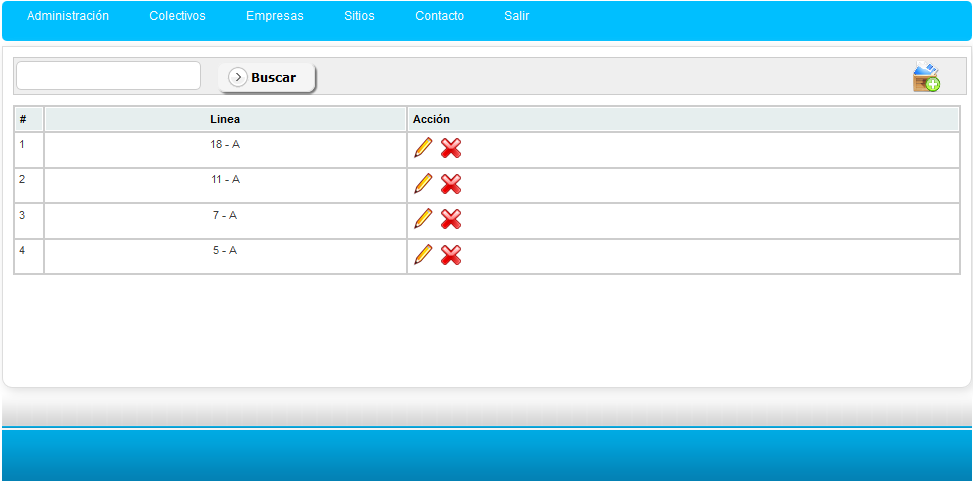 Administración Colectivos Empresas Sitios Contacto Salir
Buscar
# Linea Acción
1 18 - A
2 11 - A
3 7 - A
4 5 - A